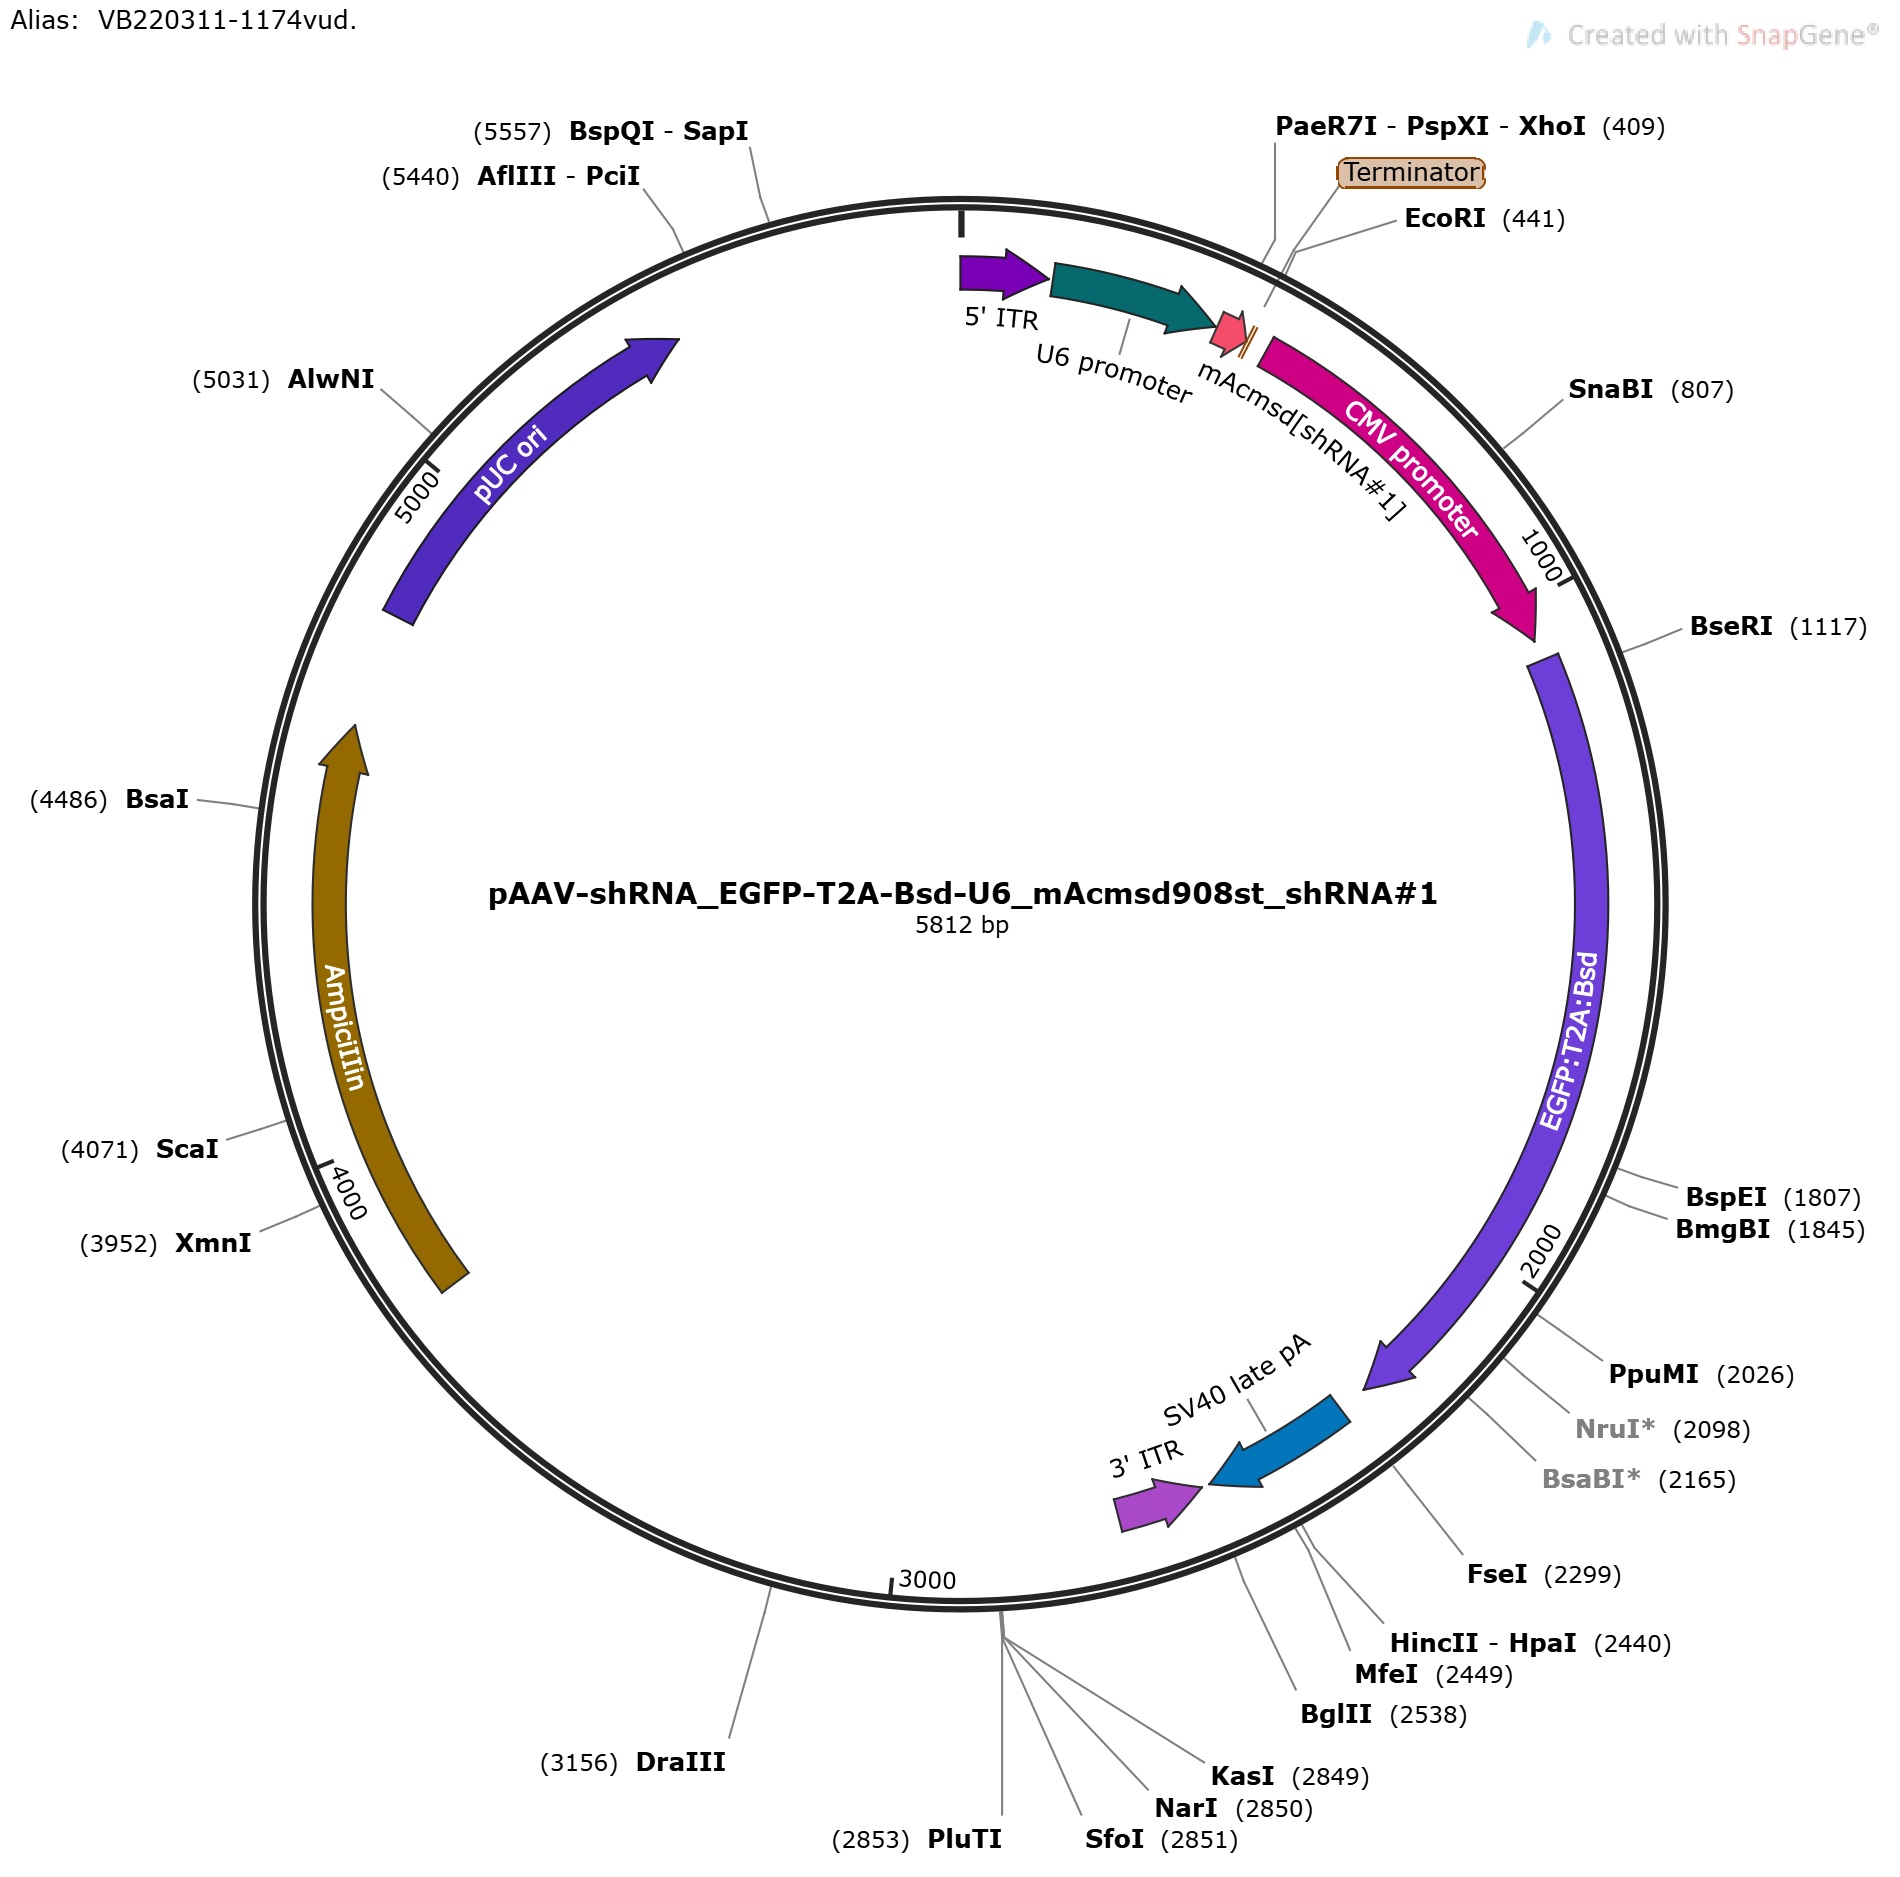 Alias: VB220311-1174vud.
Created with SnapGene®
(5557) BspQI - SapI
(5440) AflIII - PciI
PaeR7I - PspXI - XhoI (409)
Terminator
EcoRI (441)
5' ITR
U6 promoter
mAcmsd[shRNA#1]
CMV promoter
SnaBI (807)
1000
BseRI (1117)
(5031) AlwNI
5000
pUC ori
(4486) BsaI
pAAV-shRNA_EGFP-T2A-Bsd-U6_mAcmsd908st_shRNA#1
5812 bp
EGFP:T2A:Bsd
Ampicillin
(4071) ScaI
4000
(3952) XmnI
BspEI (1807)
BmgBI (1845)
2000
PpuMI (2026)
NruI* (2098)
BsaBI* (2165)
SV40 late pA
3' ITR
FseI (2299)
3000
HincII - HpaI (2440)
MfeI (2449)
BglII (2538)
(3156) DraIII
KasI (2849)
NarI (2850)
SfoI (2851)
(2853) PluTI